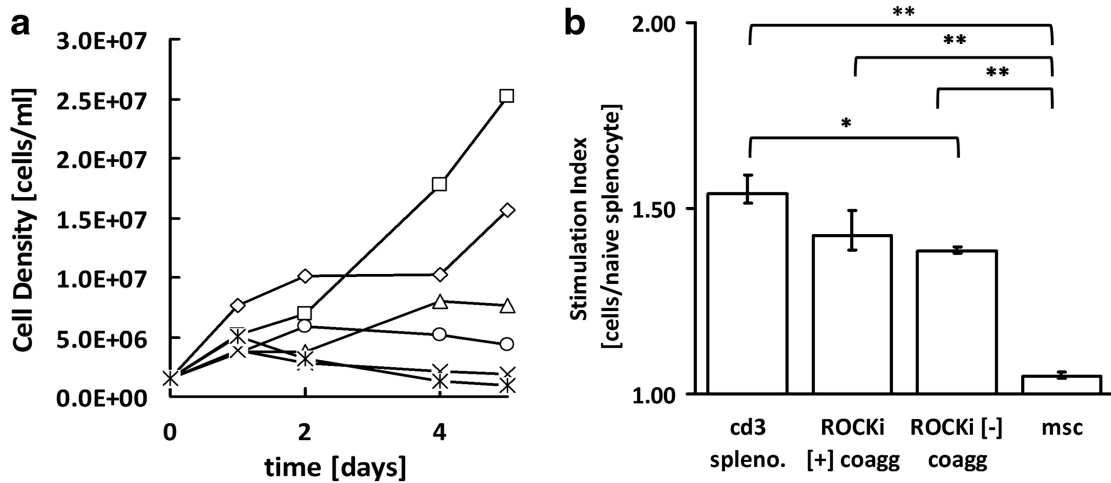 a
3.0E+07
2.5E+07
2.0E+07
1.5E+07
1.0E+07
5.0E+06
0.0E+00
Cell Density [cells/ml]
0
2
4
time [days]
b
2.00
1.50
1.00
Stimulation Index
[cells/naive splenocyte]
**
**
**
*
cd3
spleno.
ROCKi
[+] coagg
ROCKi [-]
coagg
msc